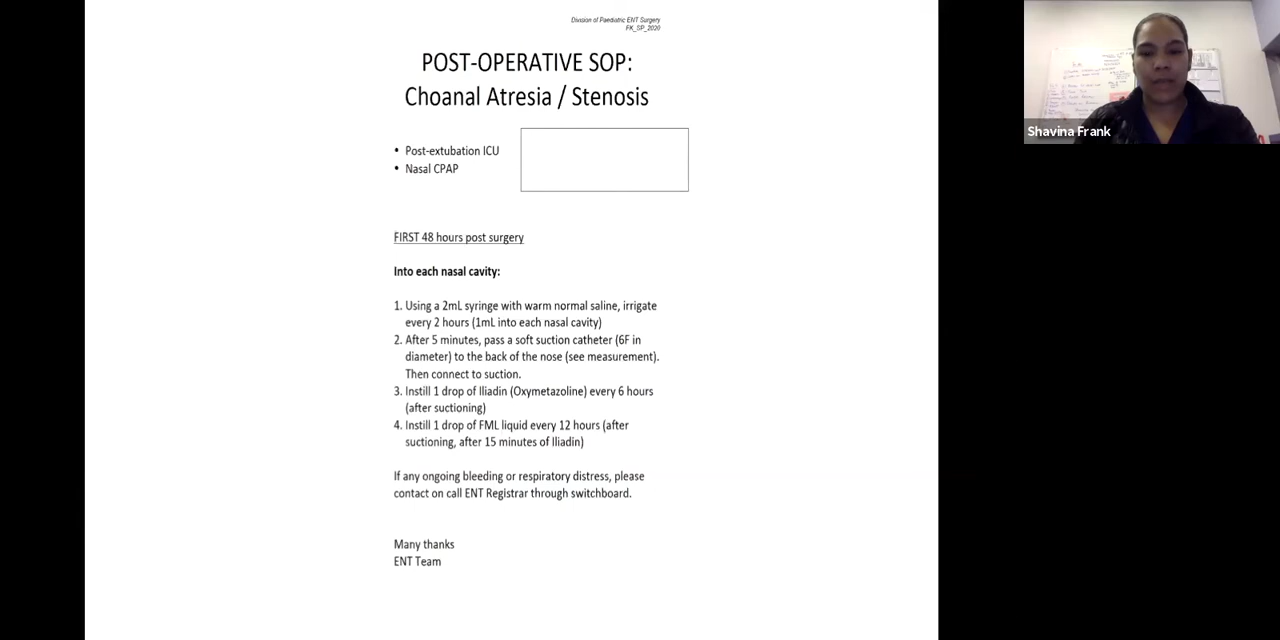 Division of Paediatric ENT Surgery
FK_SP_2020
POST-OPERATIVE SOP:
Choanal Atresia / Stenosis
• Post-extubation ICU
• Nasal CPAP
FIRST 48 hours post surgery
Into each nasal cavity:
1. Using a 2mL syringe with warm normal saline, irrigate
every 2 hours (1mL into each nasal cavity)
2. After 5 minutes, pass a soft suction catheter (6F in
diameter) to the back of the nose (see measurement).
Then connect to suction.
3. Instill 1 drop of Iliadin (Oxymetazoline) every 6 hours
(after suctioning)
4. Instill 1 drop of FML liquid every 12 hours (after
suctioning, after 15 minutes of Iliadin)
If any ongoing bleeding or respiratory distress, please
contact on call ENT Registrar through switchboard.
Many thanks
ENT Team
Shavina Frank